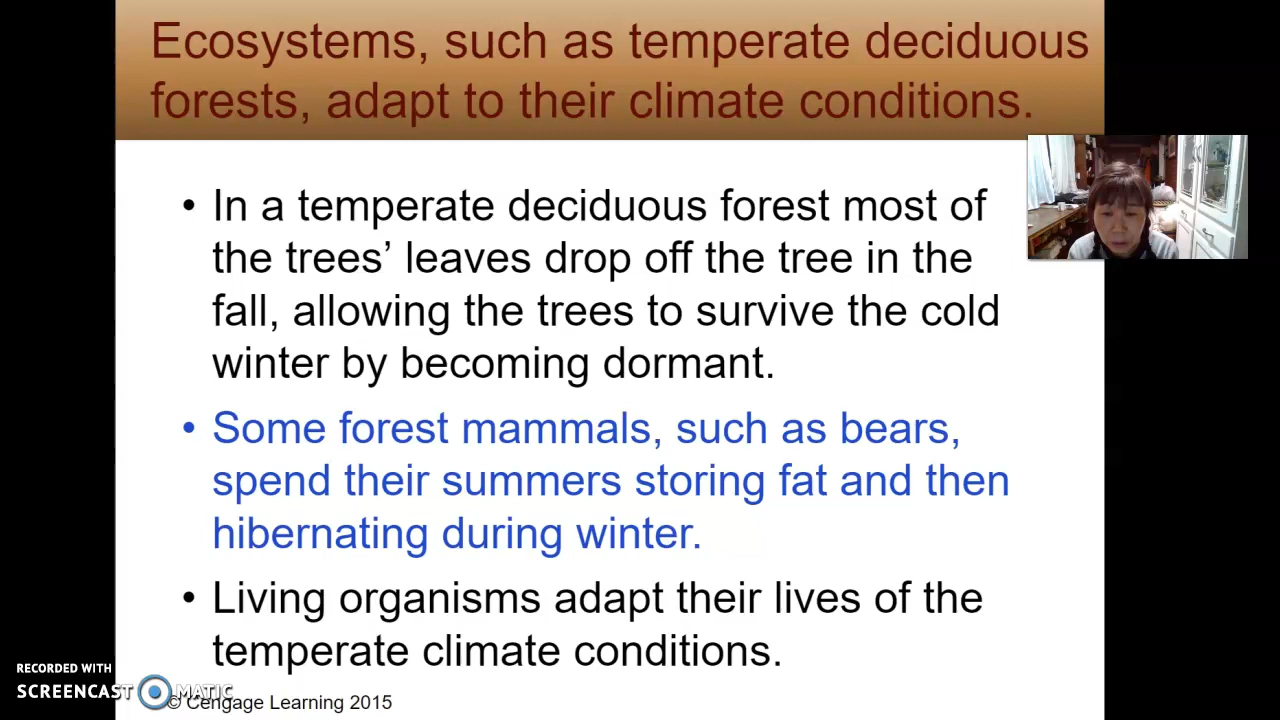 Ecosystems, such as temperate deciduous
forests, adapt to their climate conditions.
• In a temperate deciduous forest most of
the trees’ leaves drop off the tree in the
fall, allowing the trees to survive the cold
winter by becoming dormant.
• Some forest mammals, such as bears,
spend their summers storing fat and then
hibernating during winter.
• Living organisms adapt their lives of the
temperate climate conditions.
RECORDED WITH
SCREENCAST MATIC
© Cengage Learning 2015